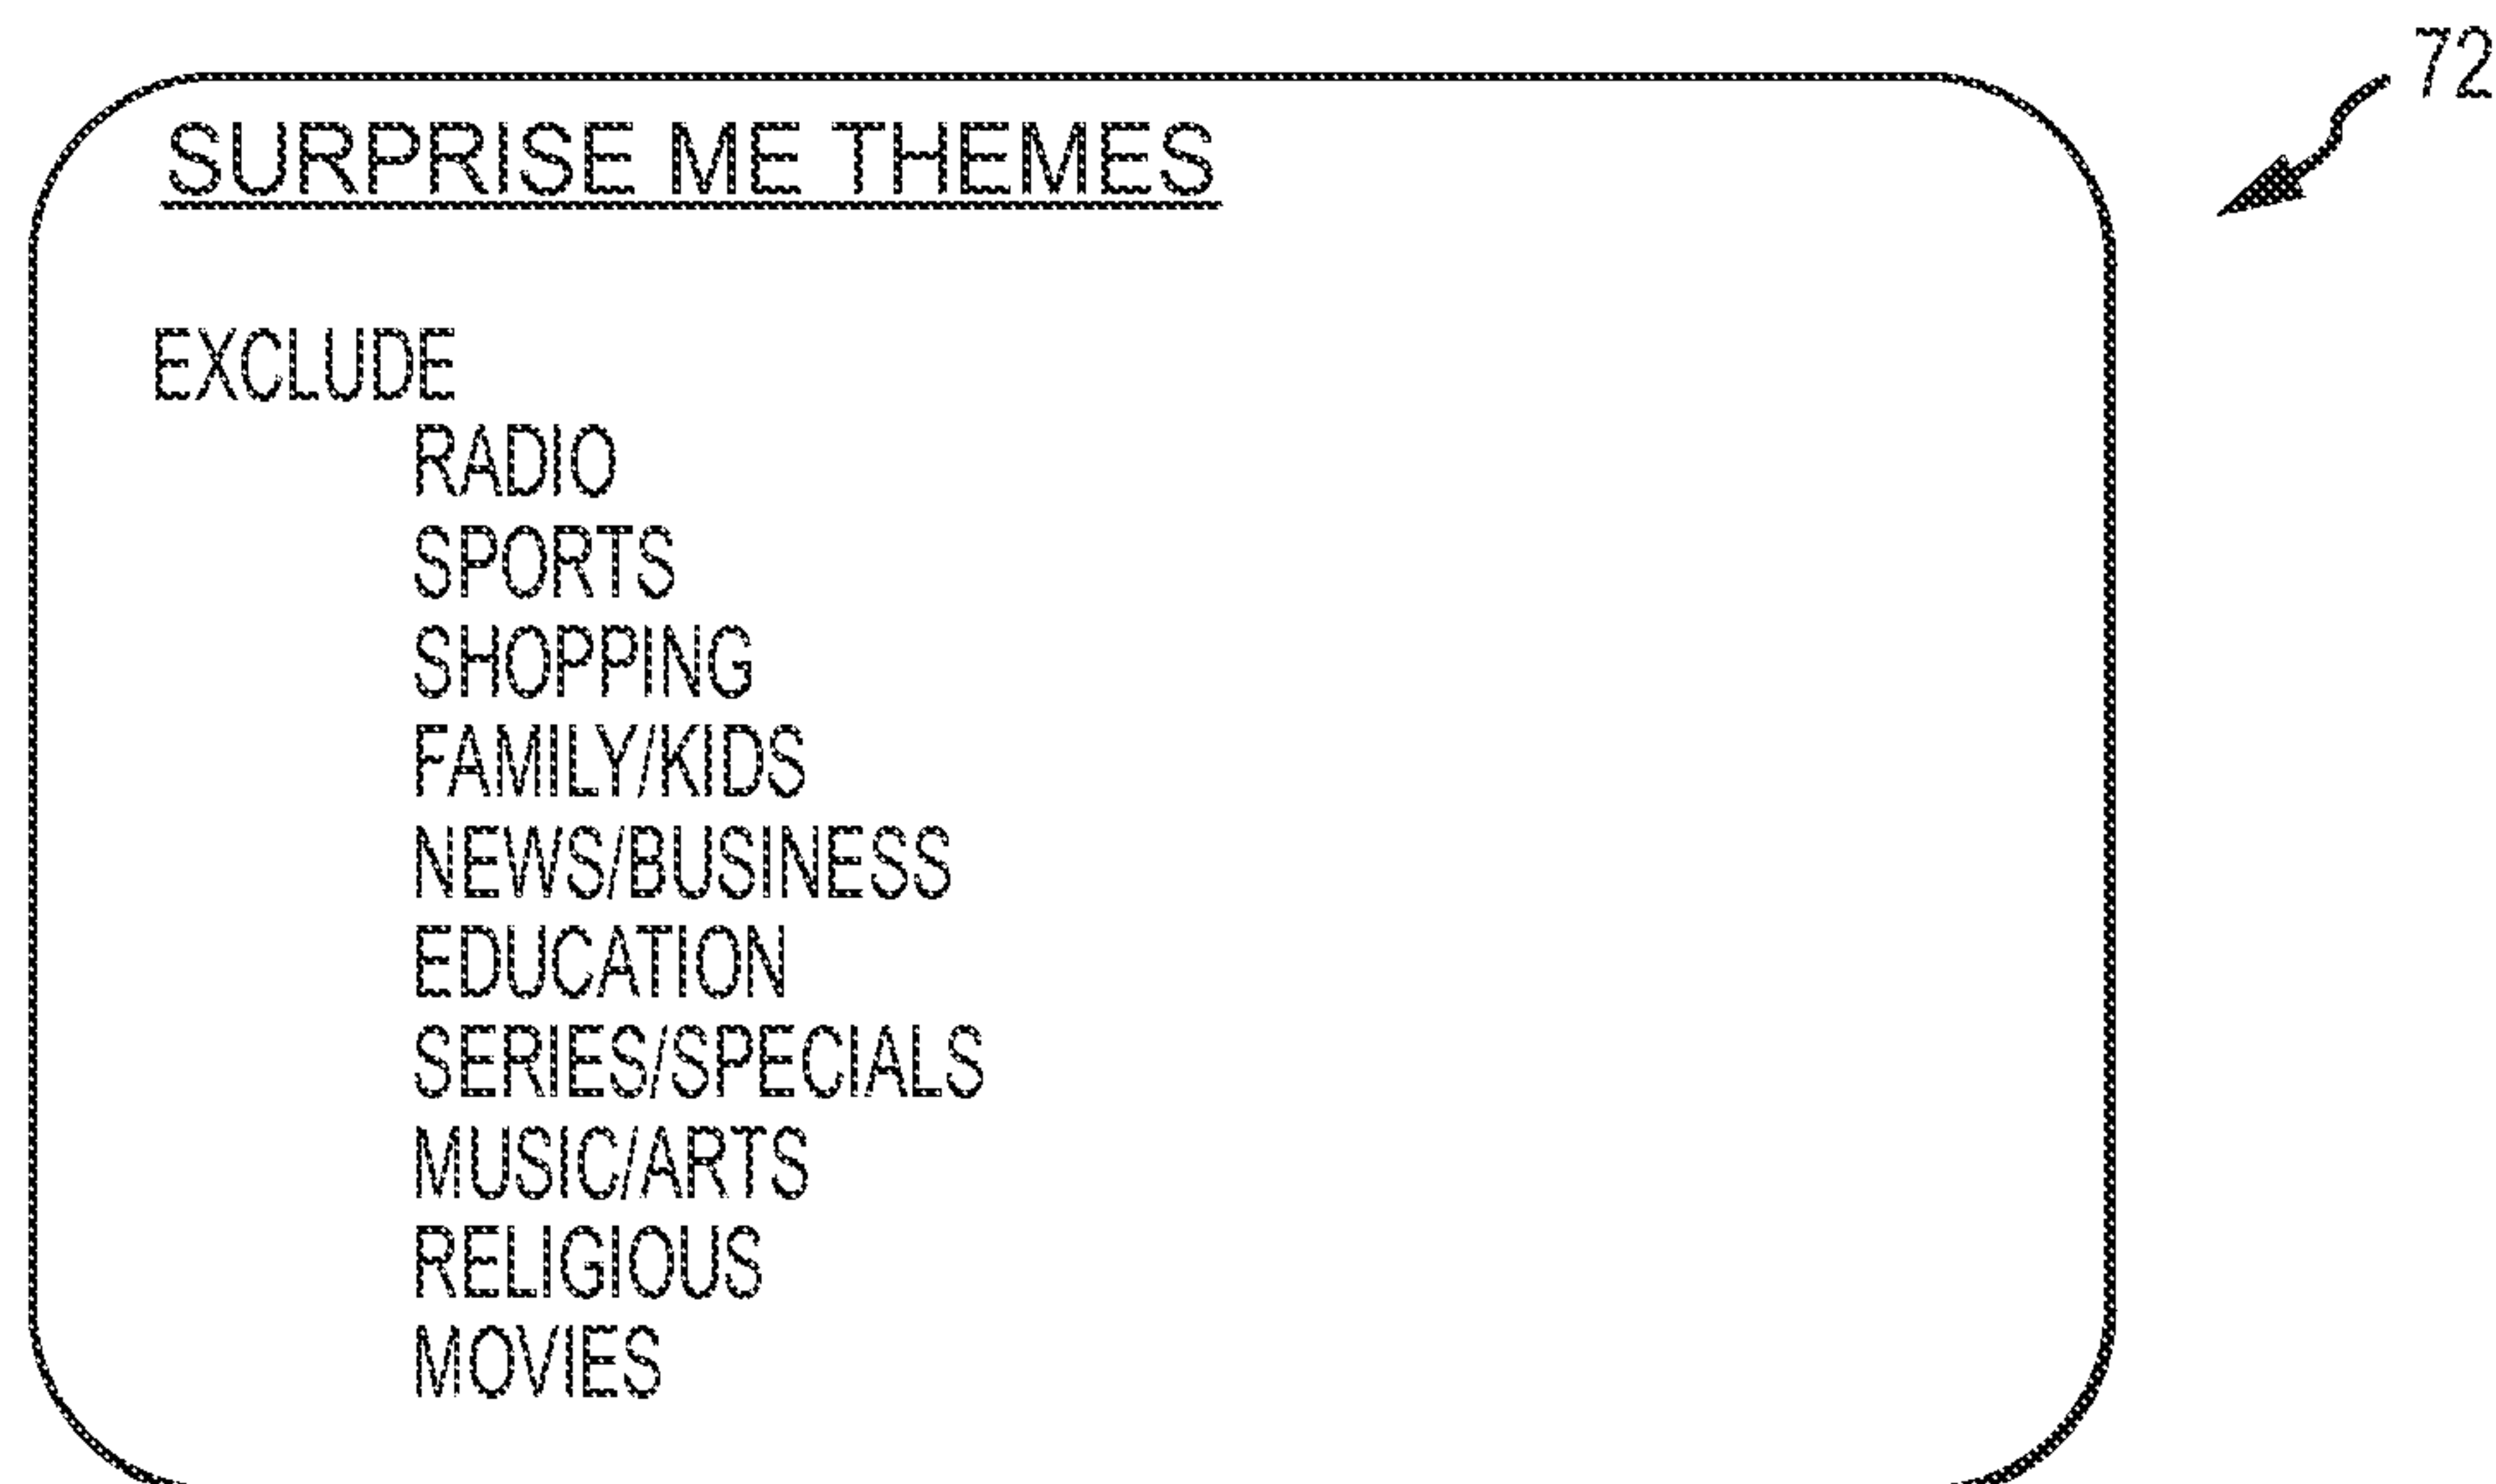 72
SURPRISE ME THEMES
EXCLUDE
RADIO
SPORTS
SHOPPING
FAMILY/KIDS
NEWS/BUSINESS
EDUCATION
SERIES/SPECIALS
MUSIC/ARTS
RELIGIOUS
MOVIES